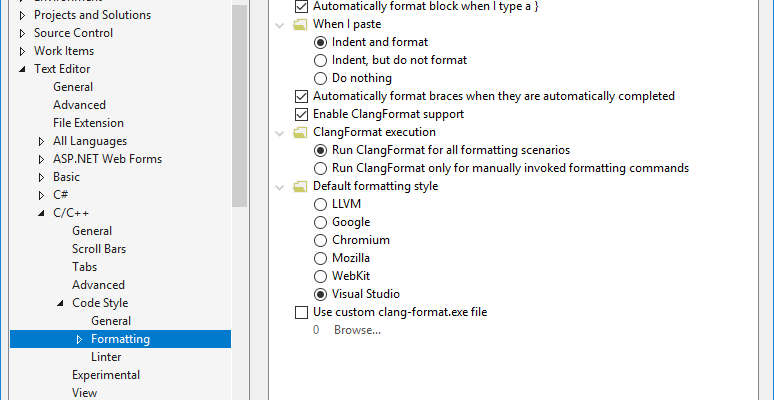 Environment
Projects and Solutions
Source Control
Work Items
Text Editor
General
Advanced
File Extension
All Languages
ASP.NET Web Forms
Basic
C#
C/C++
General
Scroll Bars
Tabs
Advanced
Code Style
General
Formatting
Linter
Experimental
View
Automatically format block when I type a }
When I paste
Indent and format
Indent, but do not format
Do nothing
Automatically format braces when they are automatically completed
Enable ClangFormat support
ClangFormat execution
Run ClangFormat for all formatting scenarios
Run ClangFormat only for manually invoked formatting commands
Default formatting style
LLVM
Google
Chromium
Mozilla
WebKit
Visual Studio
Use custom clang-format.exe file
0 Browse...